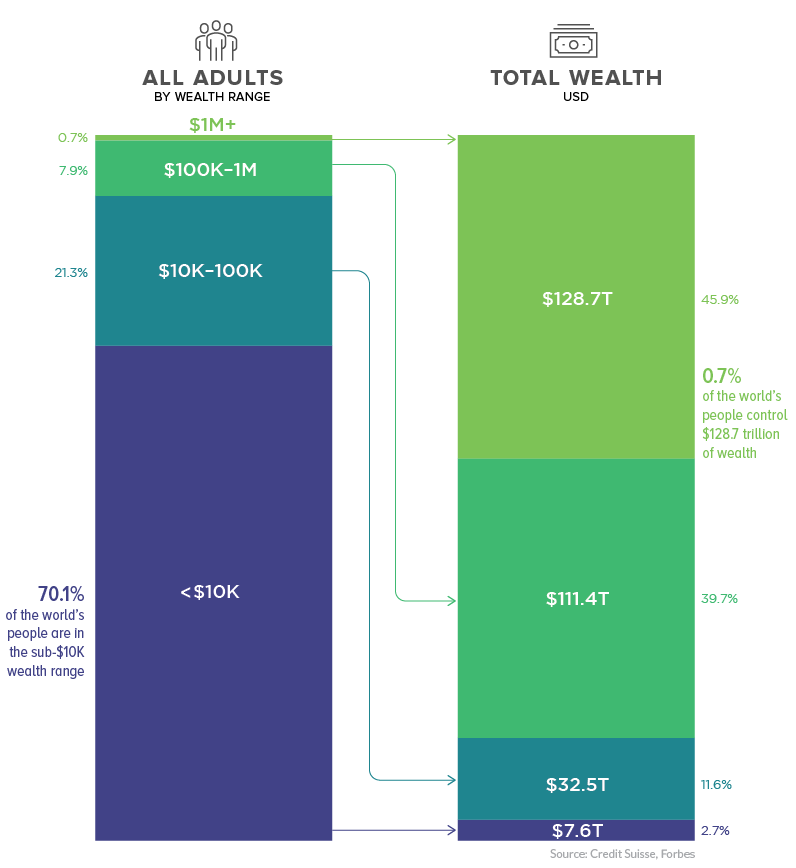 ALL ADULTS
BY WEALTH RANGE
TOTAL WEALTH
USD
$1M+
0.7%
$100K–1M
7.9%
$10K–100K
21.3%
<$10K
70.1%
of the world's
people are in
the sub-$10K
wealth range
$128.7T
45.9%
0.7%
of the world's
people control
$128.7 trillion
of wealth
$111.4T
39.7%
$32.5T
11.6%
$7.6T
2.7%
Source: Credit Suisse, Forbes